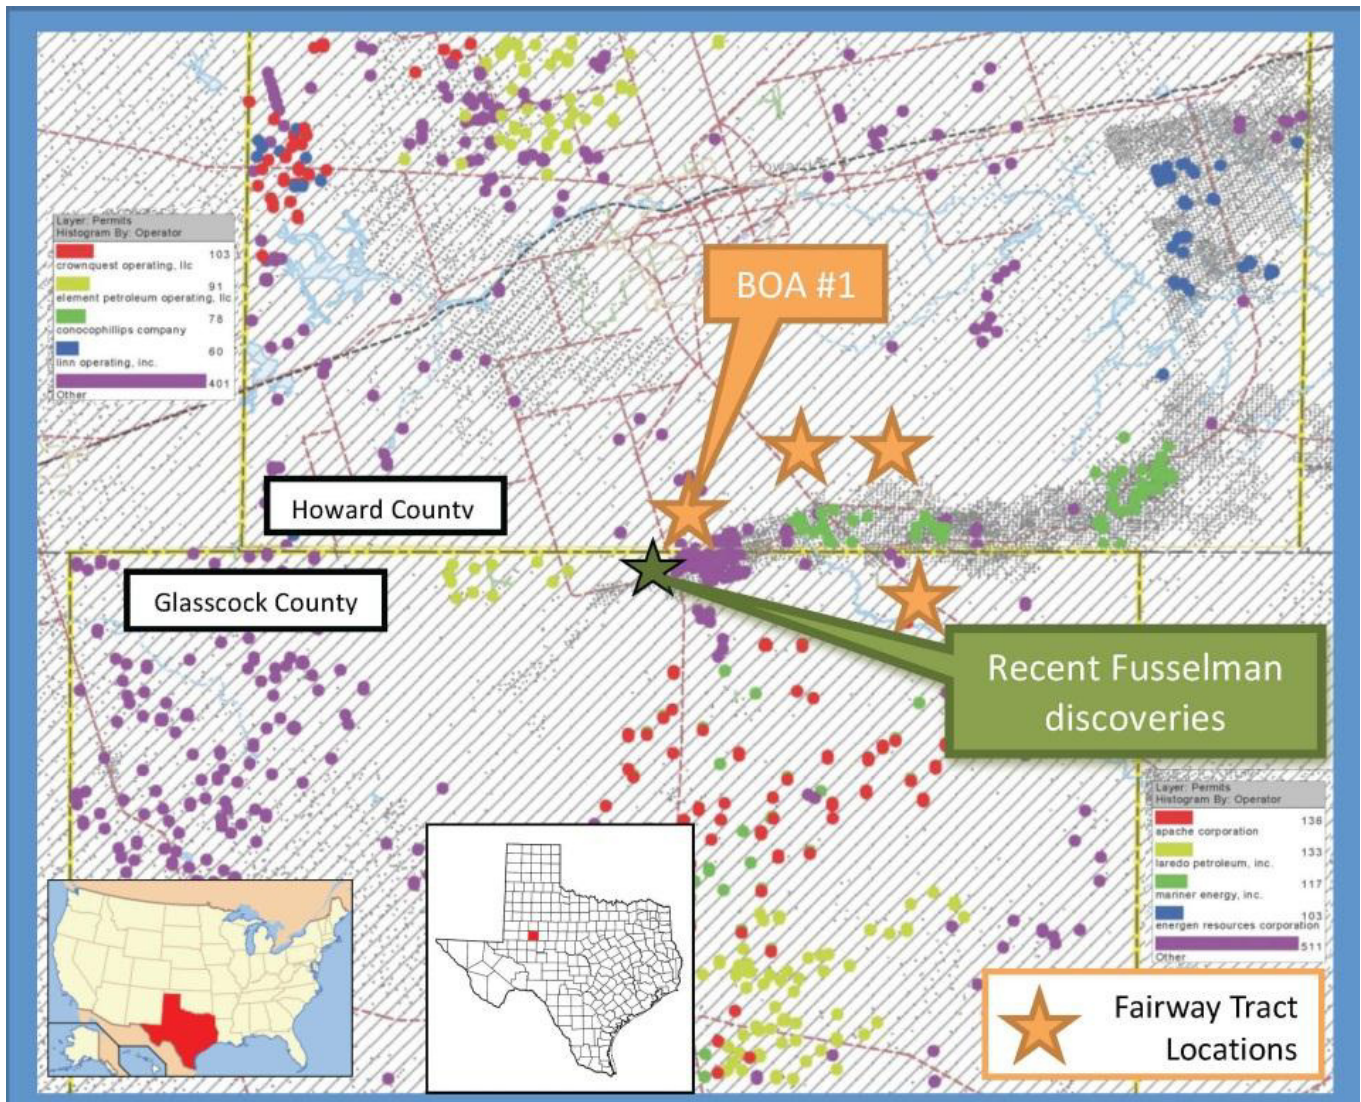 Howard
Layer: Permits
Histogram By: Operator
103
crownquest operating, llc
91
element petroleum operating, llc
78
conocophillips company
60
linn operating, inc.
401
Other
BOA #1
Howard County
Glasscock County
Recent Fusselman
discoveries
Layer: Permits
Histogram By: Operator
138
apache corporation
133
laredo petroleum, inc.
117
mariner energy, inc.
103
energen resources corporation
511
Other
Fairway Tract
Locations